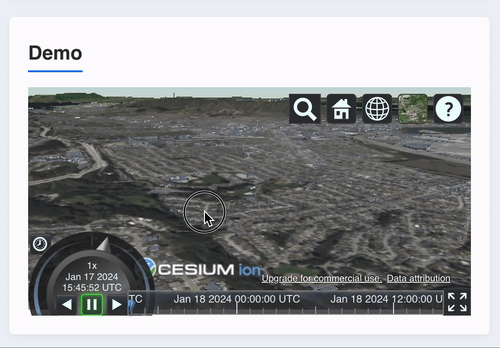 Demo
?
1x
Jan 17 2024
15:45:52 UTC
CESIUM ion
Upgrade for commercial use. Data attribution
TC
Jan 18 2024 00:00:00 UTC
Jan 18 2024 12:00:00 U